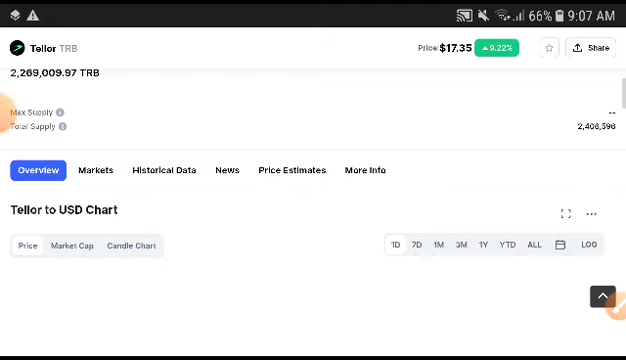 66% 9:07 AM
Tellor TRB Price: $17.35 ▲9.22% Share
2,269,009.97 TRB
Max Supply --
Total Supply 2,406,596
Overview Markets Historical Data News Price Estimates More Info
Tellor to USD Chart
Price Market Cap Candle Chart 1D 7D 1M 3M 1Y YTD ALL LOG